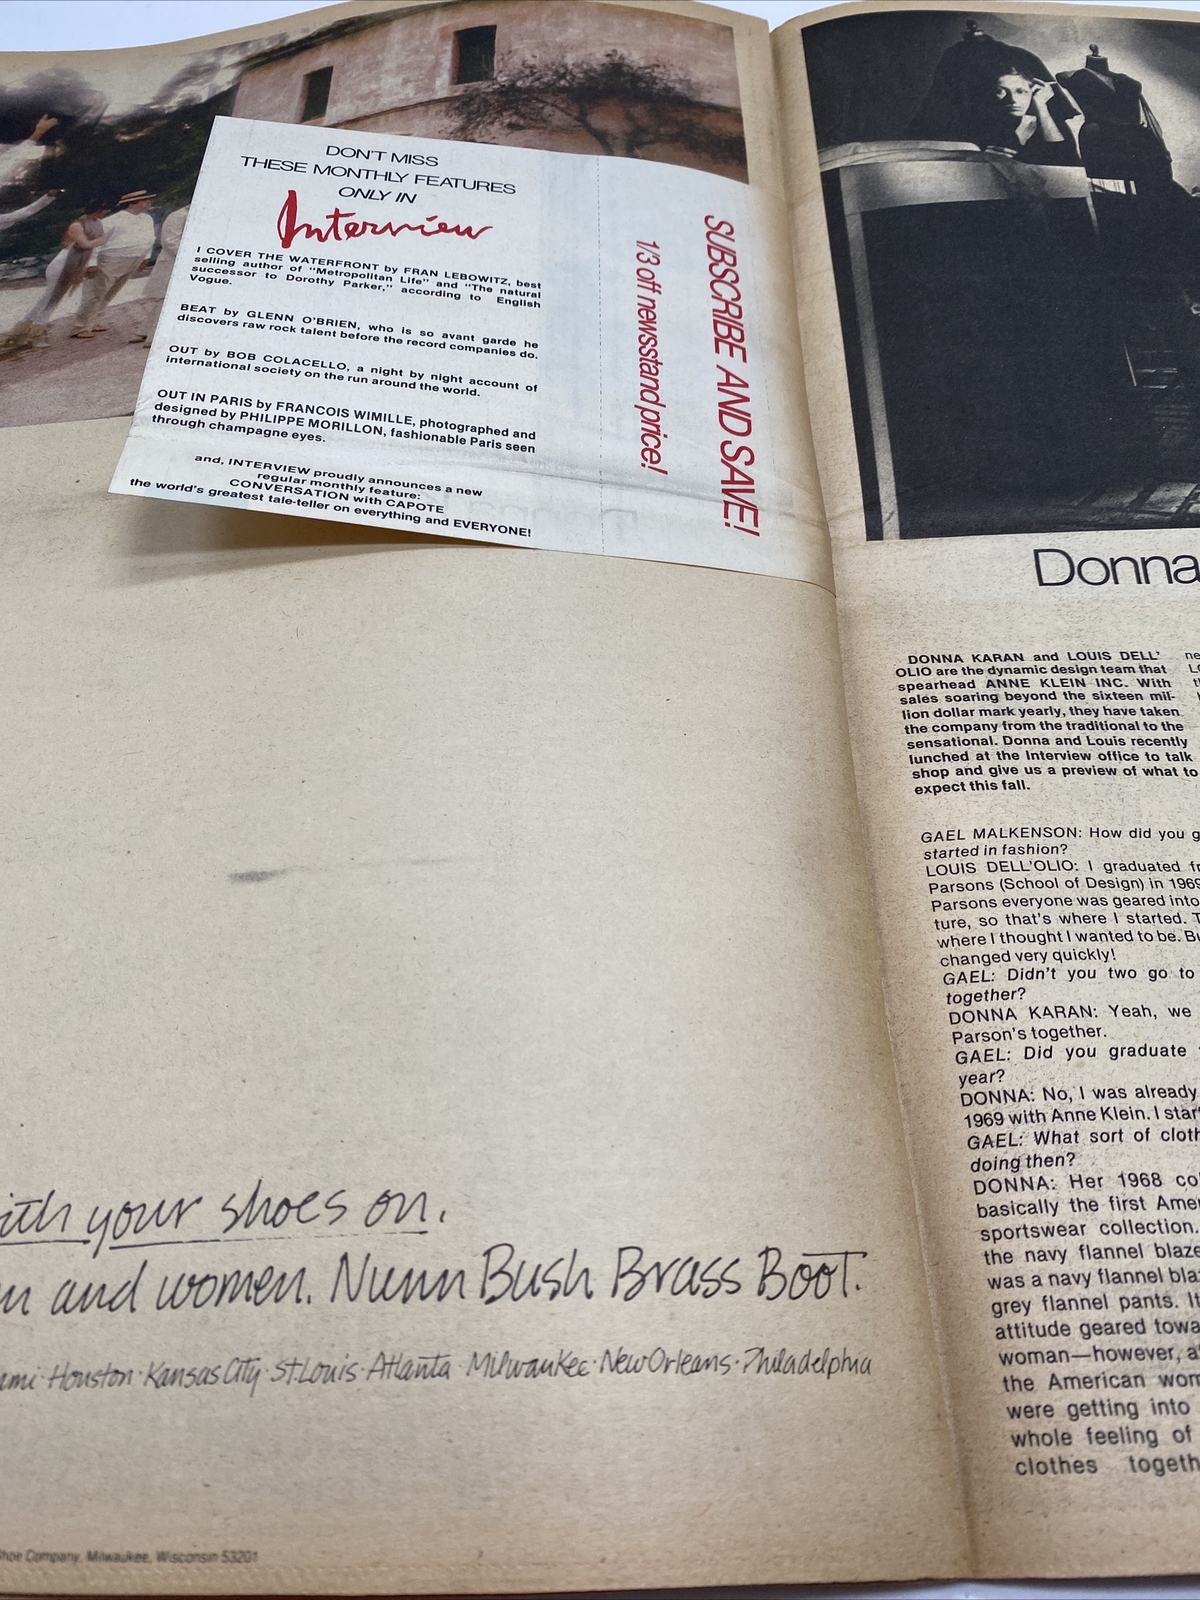 DON'T MISS
THESE MONTHLY FEATURES
ONLY IN
Interview
I COVER THE WATERFRONT by FRAN LEBOWITZ, best
selling author of "Metropolitan Life" and "The natural
successor to Dorothy Parker," according to English
Vogue.
BEAT by GLENN O'BRIEN, who is so avant garde he
discovers raw rock talent before the record companies do.
OUT by BOB COLACELLO, a night by night account of
international society on the run around the world.
OUT IN PARIS by FRANCOIS WIMILLE, photographed and
designed by PHILIPPE MORILLON, fashionable Paris seen
through champagne eyes.
and, INTERVIEW proudly announces a new
regular monthly feature:
CONVERSATION with CAPOTE
the world's greatest tale-teller on everything and EVERYONE!
SUBSCRIBE AND SAVE!
1/3 off newsstand price!
with your shoes on.
and women. Nunn Bush Brass Boot.
Houston · Kansas City · St. Louis · Atlanta · Milwaukee · New Orleans · Philadelphia
Shoe Company, Milwaukee, Wisconsin 53201
Donna
DONNA KARAN and LOUIS DELL'
OLIO are the dynamic design team that
spearhead ANNE KLEIN INC. With
sales soaring beyond the sixteen mil-
lion dollar mark yearly, they have taken
the company from the traditional to the
sensational. Donna and Louis recently
lunched at the Interview office to talk
shop and give us a preview of what to
expect this fall.
GAEL MALKENSON: How did you g
started in fashion?
LOUIS DELL'OLIO: I graduated fr
Parsons (School of Design) in 1969
Parsons everyone was geared into
ture, so that's where I started. T
where I thought I wanted to be. Bu
changed very quickly!
GAEL: Didn't you two go to
together?
DONNA KARAN: Yeah, we
Parson's together.
GAEL: Did you graduate
year?
DONNA: No, I was already
1969 with Anne Klein. I star
GAEL: What sort of cloth
doing then?
DONNA: Her 1968 col
basically the first Amer
sportswear collection.
the navy flannel blaze
was a navy flannel bla
grey flannel pants. It
attitude geared towa
woman—however, a
the American wom
were getting into
whole feeling of
clothes togeth